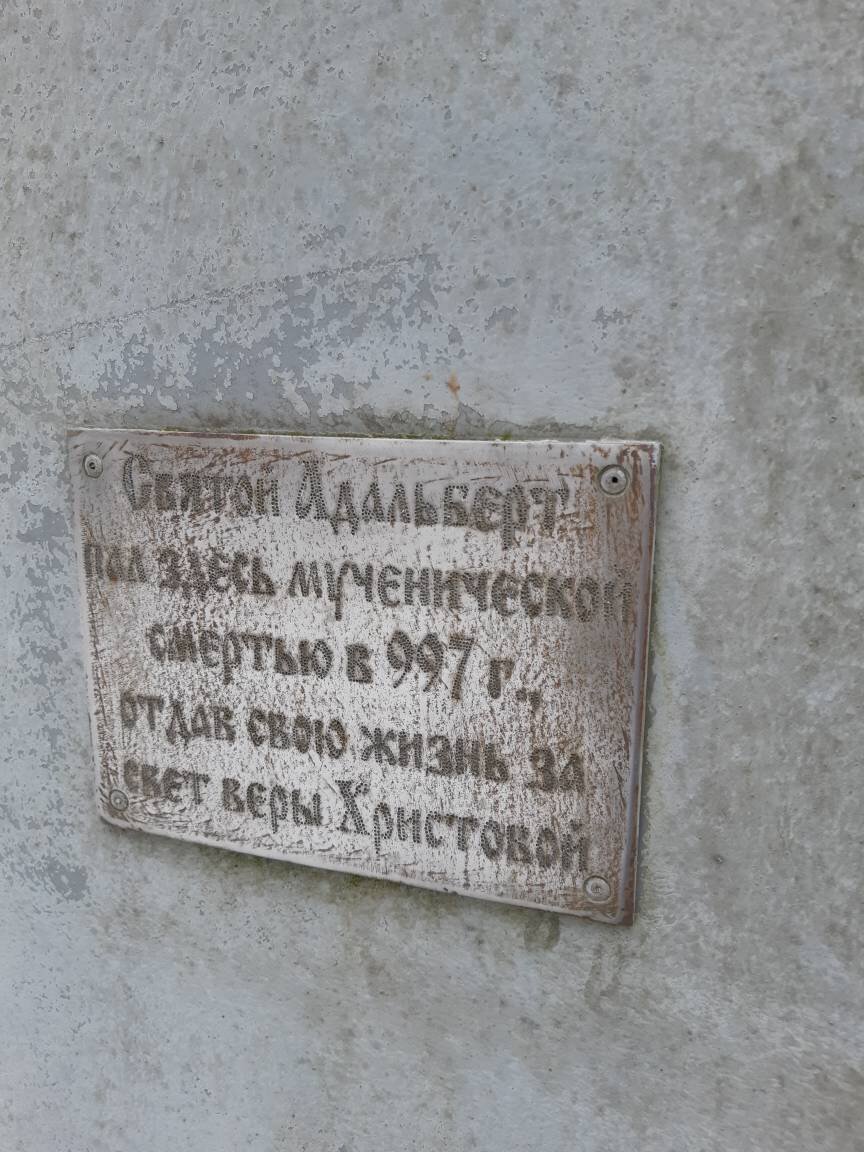 Святой Адальберт
пал здесь мученической
смертью в 997 г.,
отдав свою жизнь за
свет веры Христовой